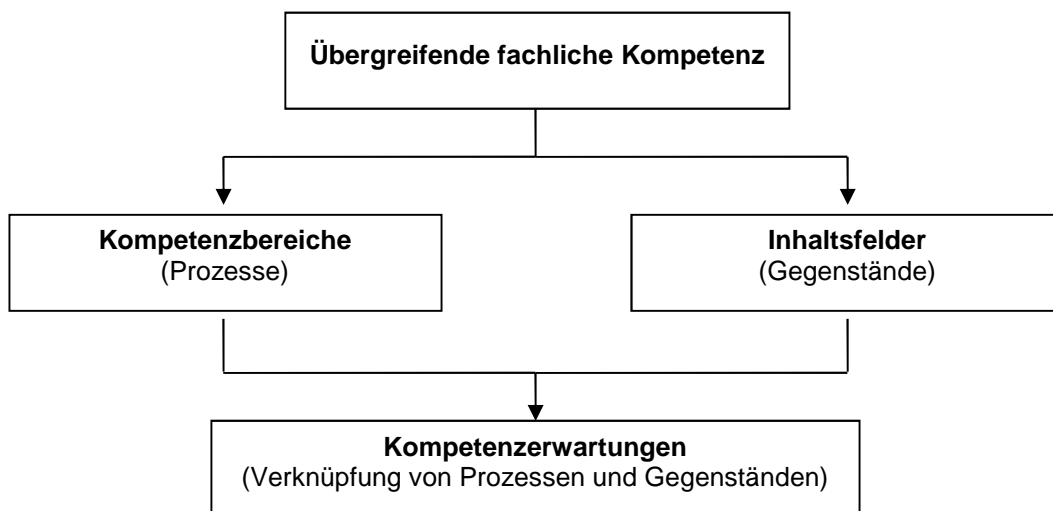 Übergreifende fachliche Kompetenz
Kompetenzbereiche
(Prozesse)
Inhaltsfelder
(Gegenstände)
Kompetenzerwartungen
(Verknüpfung von Prozessen und Gegenständen)